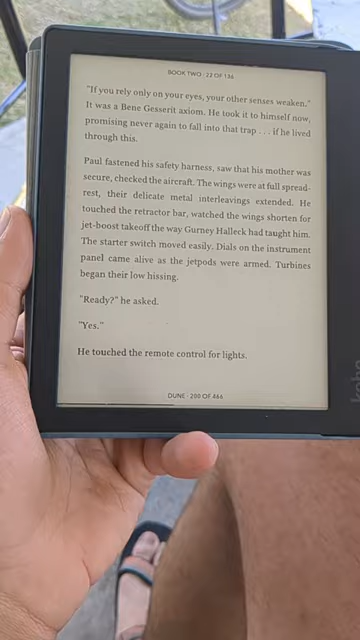 BOOK TWO · 22 OF 136
"If you rely only on your eyes, your other senses weaken."
It was a Bene Gesserit axiom. He took it to himself now,
promising never again to fall into that trap . . . if he lived
through this.
Paul fastened his safety harness, saw that his mother was
secure, checked the aircraft. The wings were at full spread-
rest, their delicate metal interleavings extended. He
touched the retractor bar, watched the wings shorten for
jet-boost takeoff the way Gurney Halleck had taught him.
The starter switch moved easily. Dials on the instrument
panel came alive as the jetpods were armed. Turbines
began their low hissing.
"Ready?" he asked.
"Yes."
He touched the remote control for lights.
DUNE · 200 OF 466
kobo